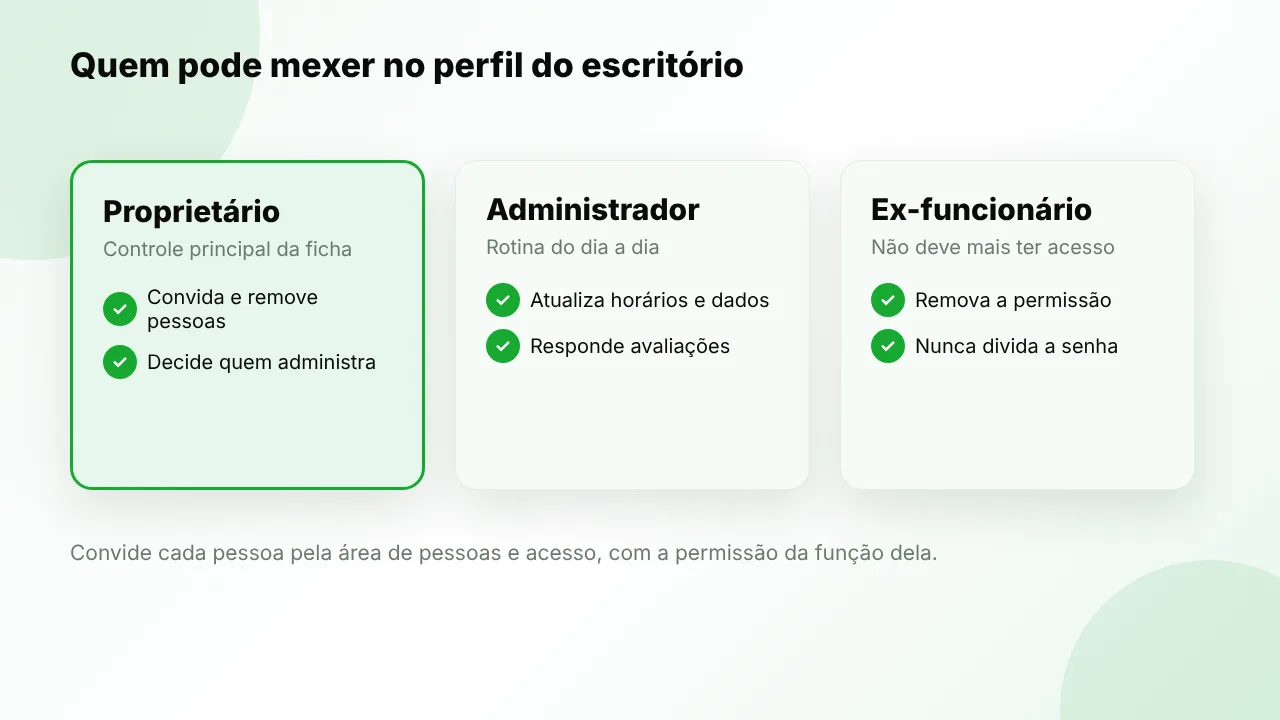 Quem pode mexer no perfil do escritório
Proprietário
Controle principal da ficha
Convida e remove
pessoas
Decide quem administra
Administrador
Rotina do dia a dia
Atualiza horários e dados
Responde avaliações
Ex-funcionário
Não deve mais ter acesso
Remova a permissão
Nunca divida a senha
Convide cada pessoa pela área de pessoas e acesso, com a permissão da função dela.